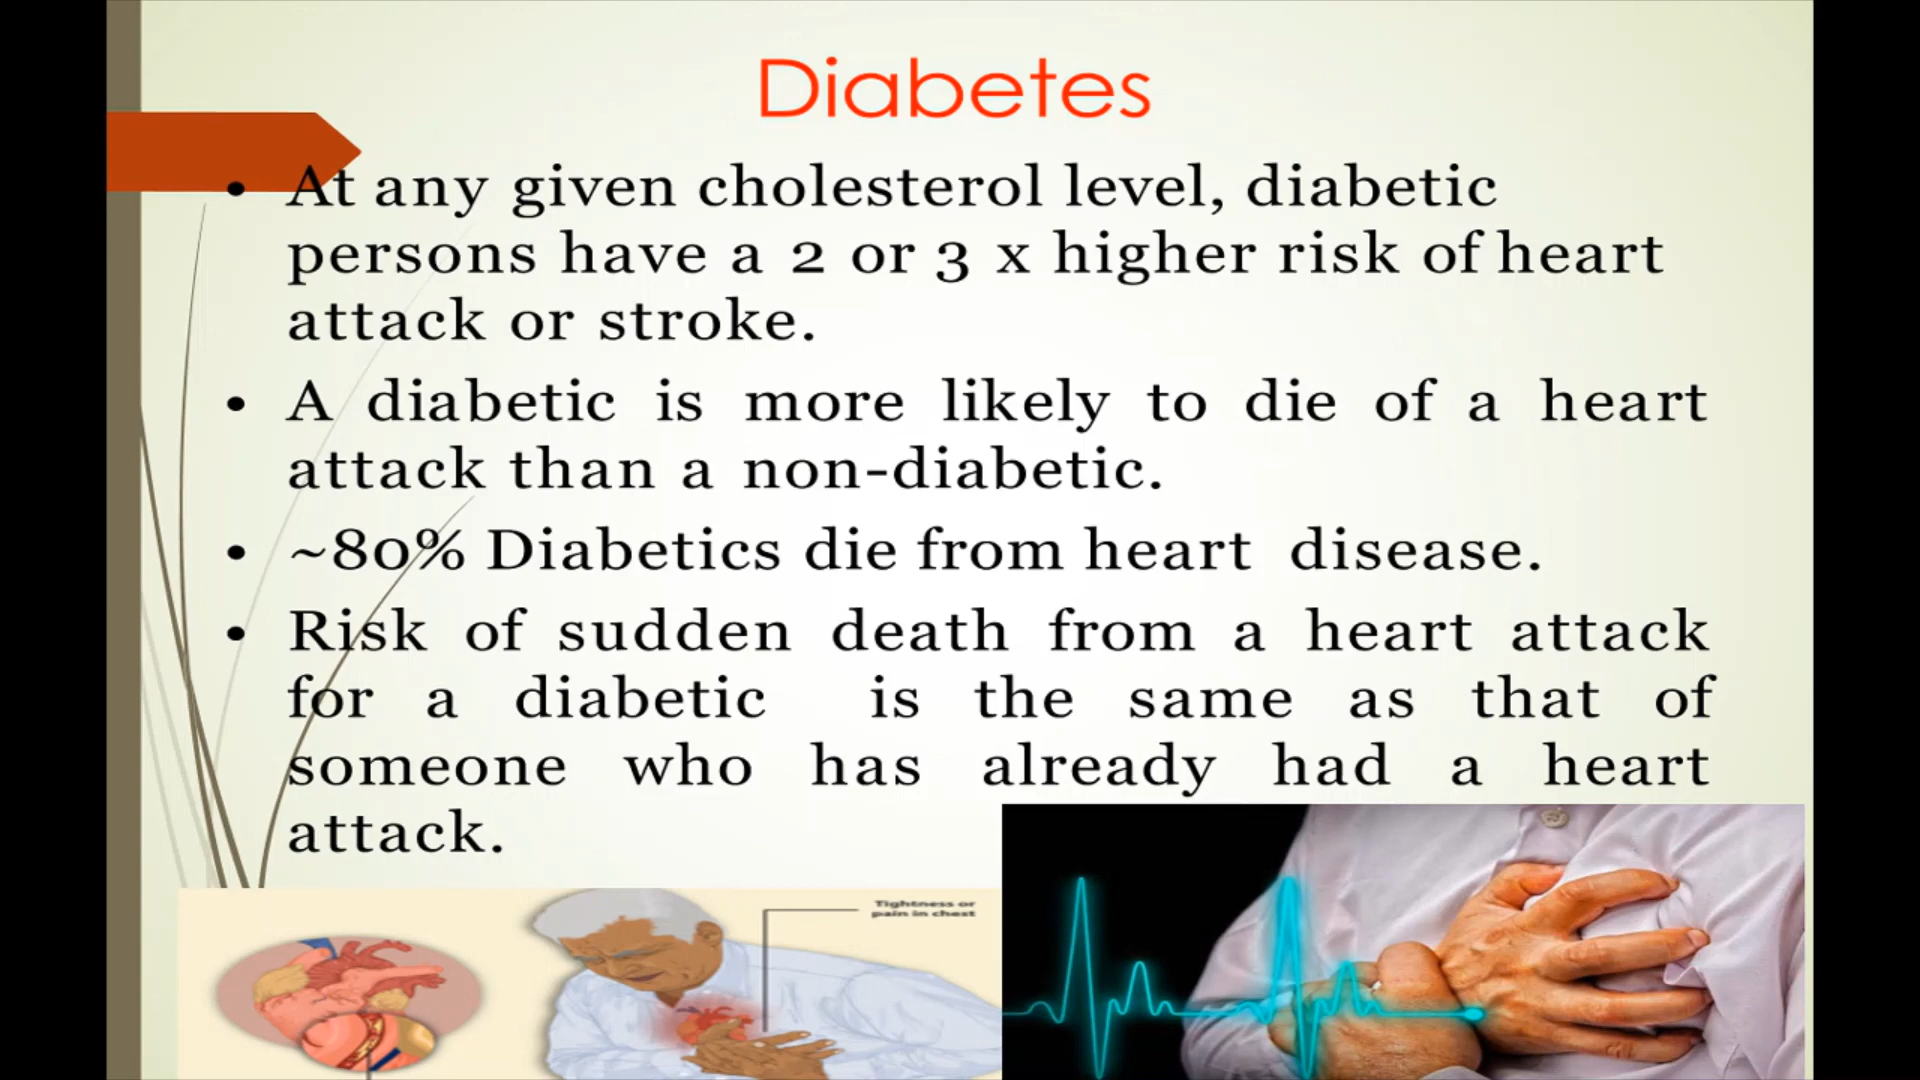 Diabetes
• At any given cholesterol level, diabetic
persons have a 2 or 3 x higher risk of heart
attack or stroke.
• A diabetic is more likely to die of a heart
attack than a non-diabetic.
• ~80% Diabetics die from heart disease.
• Risk of sudden death from a heart attack
for a diabetic is the same as that of
someone who has already had a heart
attack.
Tightness or
pain in chest